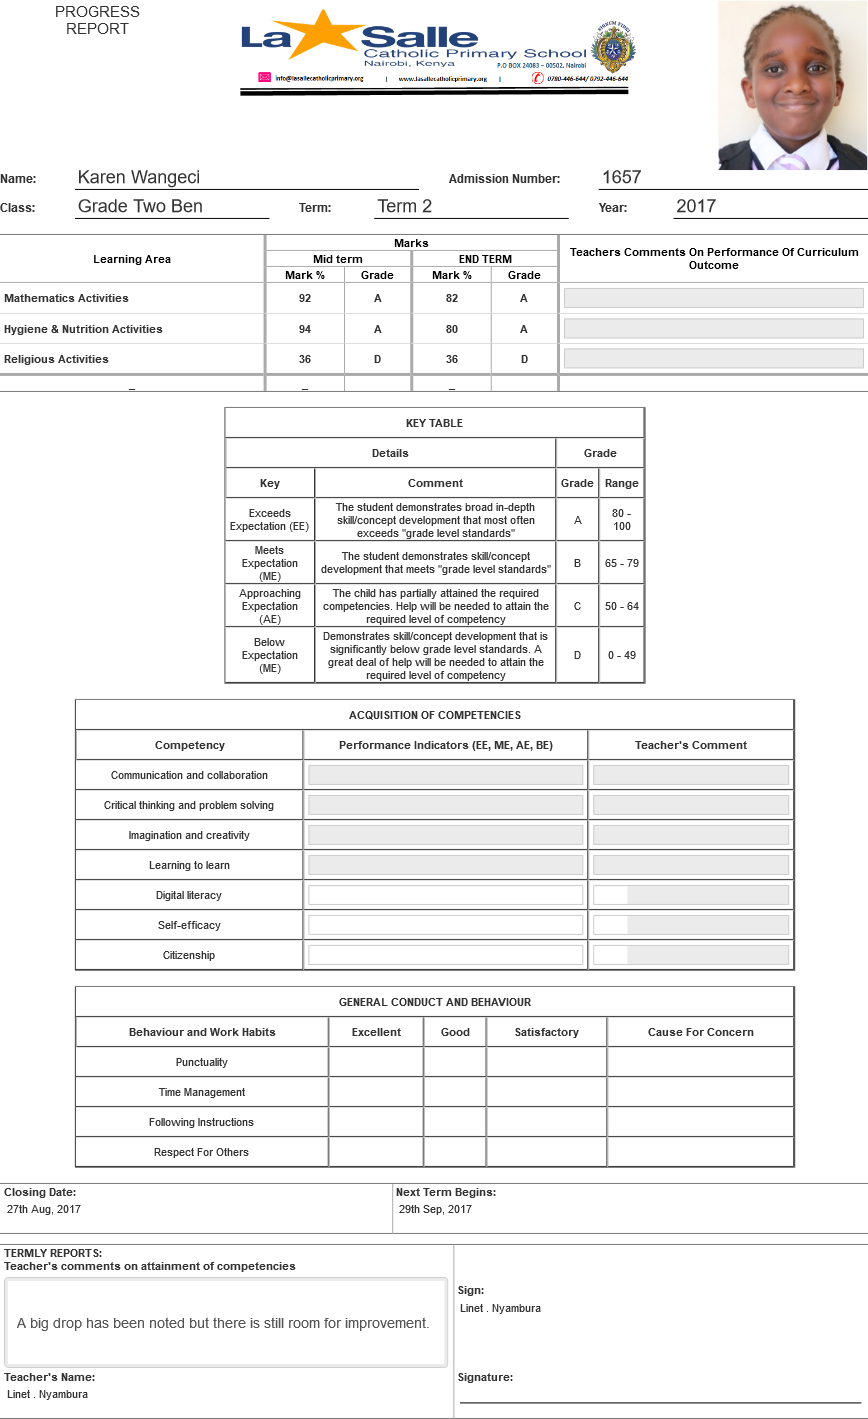 PROGRESS
REPORT
La Salle
Catholic Primary School
Nairobi, Kenya
P.O BOX 24083 – 00502, Nairobi
info@lasallecatholicprimary.org | www.lasallecatholicprimary.org | 0780-446-644/ 0792-446-644
Name: Karen Wangeci Admission Number: 1657
Class: Grade Two Ben Term: Term 2 Year: 2017
Learning Area Marks Teachers Comments On Performance Of Curriculum Outcome
Mid term END TERM
Mark % Grade Mark % Grade
Mathematics Activities 92 A 82 A
Hygiene & Nutrition Activities 94 A 80 A
Religious Activities 36 D 36 D
_ _ _
KEY TABLE
Details Grade
Key Comment Grade Range
Exceeds Expectation (EE) The student demonstrates broad in-depth skill/concept development that most often exceeds "grade level standards" A 80 - 100
Meets Expectation (ME) The student demonstrates skill/concept development that meets "grade level standards" B 65 - 79
Approaching Expectation (AE) The child has partially attained the required competencies. Help will be needed to attain the required level of competency C 50 - 64
Below Expectation (ME) Demonstrates skill/concept development that is significantly below grade level standards. A great deal of help will be needed to attain the required level of competency D 0 - 49
ACQUISITION OF COMPETENCIES
Competency Performance Indicators (EE, ME, AE, BE) Teacher's Comment
Communication and collaboration
Critical thinking and problem solving
Imagination and creativity
Learning to learn
Digital literacy
Self-efficacy
Citizenship
GENERAL CONDUCT AND BEHAVIOUR
Behaviour and Work Habits Excellent Good Satisfactory Cause For Concern
Punctuality
Time Management
Following Instructions
Respect For Others
Closing Date: Next Term Begins:
27th Aug, 2017 29th Sep, 2017
TERMLY REPORTS:
Teacher's comments on attainment of competencies
A big drop has been noted but there is still room for improvement.
Sign:
Linet . Nyambura
Teacher's Name: Signature:
Linet . Nyambura